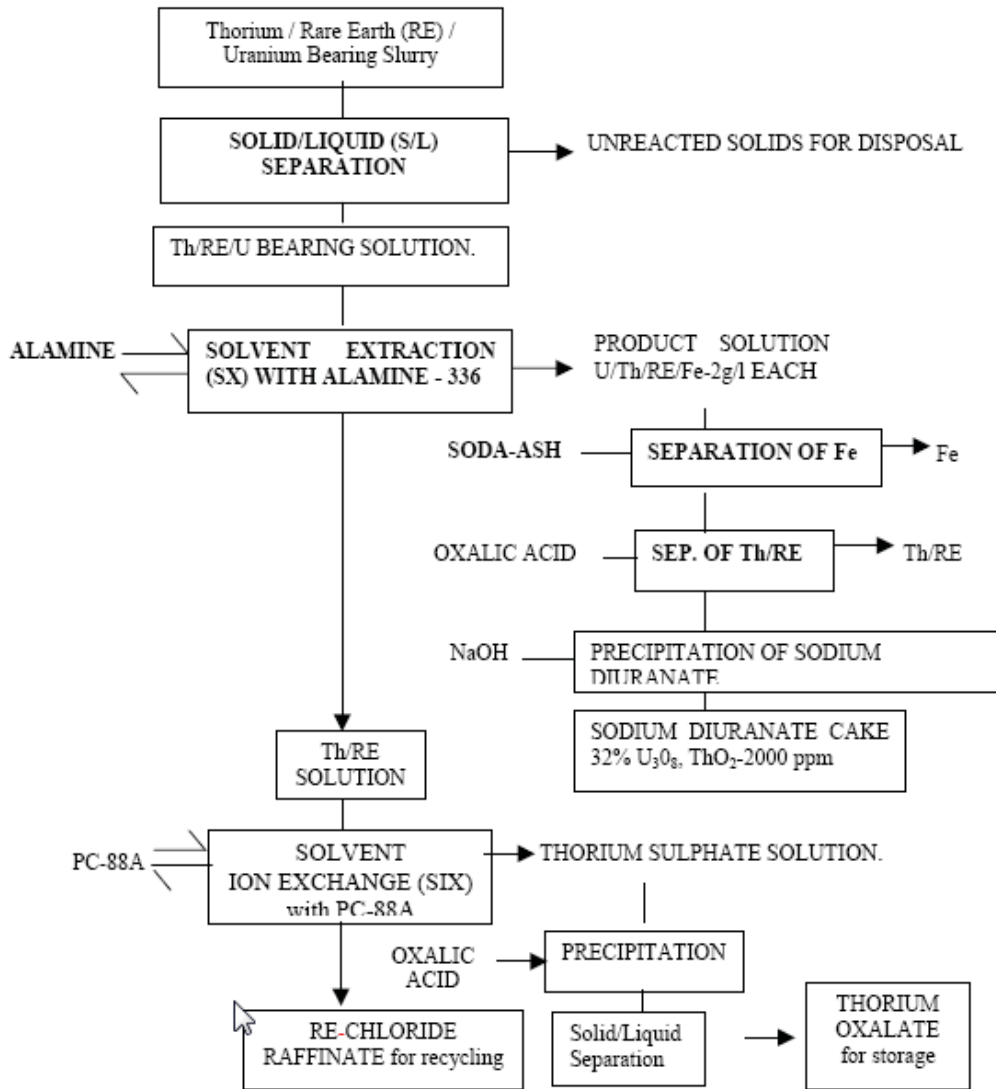 Thorium / Rare Earth (RE) /
Uranium Bearing Slurry
SOLID/LIQUID (S/L)
SEPARATION
UNREACTED SOLIDS FOR DISPOSAL
Th/RE/U BEARING SOLUTION.
ALAMINE
SOLVENT EXTRACTION
(SX) WITH ALAMINE - 336
PRODUCT SOLUTION
U/Th/RE/Fe-2g/l EACH
SODA-ASH
SEPARATION OF Fe
Fe
OXALIC ACID
SEP. OF Th/RE
Th/RE
NaOH
PRECIPITATION OF SODIUM
DIURANATE
SODIUM DIURANATE CAKE
32% U₃0₈, ThO₂-2000 ppm
Th/RE
SOLUTION
PC-88A
SOLVENT
ION EXCHANGE (SIX)
with PC-88A
THORIUM SULPHATE SOLUTION.
OXALIC
ACID
PRECIPITATION
RE-CHLORIDE
RAFFINATE for recycling
Solid/Liquid
Separation
THORIUM
OXALATE
for storage